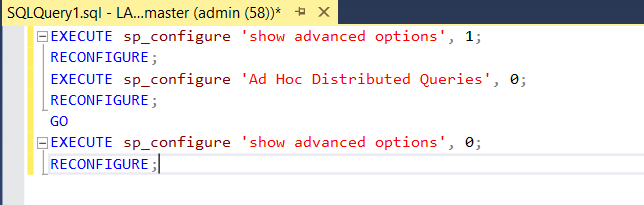 SQLQuery1.sql - LA...master (admin (58))*
EXECUTE sp_configure 'show advanced options', 1;
RECONFIGURE;
EXECUTE sp_configure 'Ad Hoc Distributed Queries', 0;
RECONFIGURE;
GO
EXECUTE sp_configure 'show advanced options', 0;
RECONFIGURE;